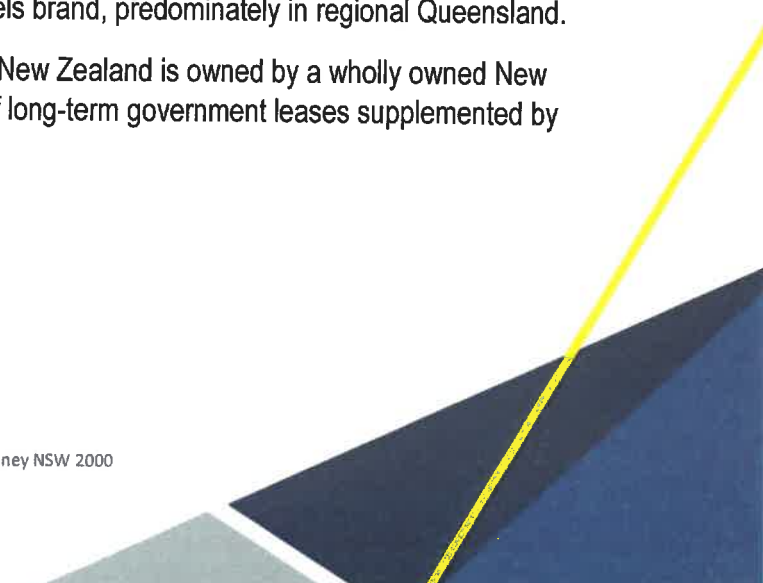 els brand, predominately in regional Queensland.
New Zealand is owned by a wholly owned New
long-term government leases supplemented by
ney NSW 2000